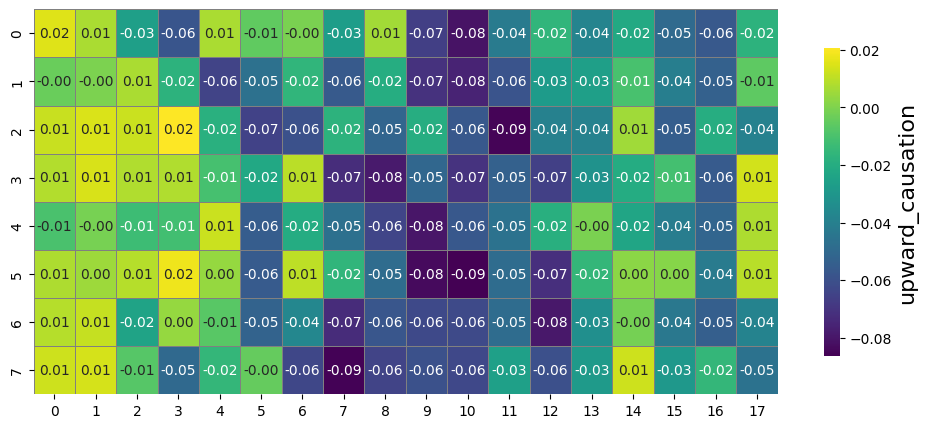 0 0.02 0.01 -0.03 -0.06 0.01 -0.01 -0.00 -0.03 0.01 -0.07 -0.08 -0.04 -0.02 -0.04 -0.02 -0.05 -0.06 -0.02
1 -0.00 -0.00 0.01 -0.02 -0.06 -0.05 -0.02 -0.06 -0.02 -0.07 -0.08 -0.06 -0.03 -0.03 -0.01 -0.04 -0.05 -0.01
2 0.01 0.01 0.01 0.02 -0.02 -0.07 -0.06 -0.02 -0.05 -0.02 -0.06 -0.09 -0.04 -0.04 0.01 -0.05 -0.02 -0.04
3 0.01 0.01 0.01 0.01 -0.01 -0.02 0.01 -0.07 -0.08 -0.05 -0.07 -0.05 -0.07 -0.03 -0.02 -0.01 -0.06 0.01
4 -0.01 -0.00 -0.01 -0.01 0.01 -0.06 -0.02 -0.05 -0.06 -0.08 -0.06 -0.05 -0.02 -0.00 -0.02 -0.04 -0.05 0.01
5 0.01 0.00 0.01 0.02 0.00 -0.06 0.01 -0.02 -0.05 -0.08 -0.09 -0.05 -0.07 -0.02 0.00 0.00 -0.04 0.01
6 0.01 0.01 -0.02 0.00 -0.01 -0.05 -0.04 -0.07 -0.06 -0.06 -0.06 -0.05 -0.08 -0.03 -0.00 -0.04 -0.05 -0.04
7 0.01 0.01 -0.01 -0.05 -0.02 -0.00 -0.06 -0.09 -0.06 -0.06 -0.06 -0.03 -0.06 -0.03 0.01 -0.03 -0.02 -0.05
0 1 2 3 4 5 6 7 8 9 10 11 12 13 14 15 16 17
0.02
0.00
−0.02
−0.04
−0.06
−0.08
upward_causation